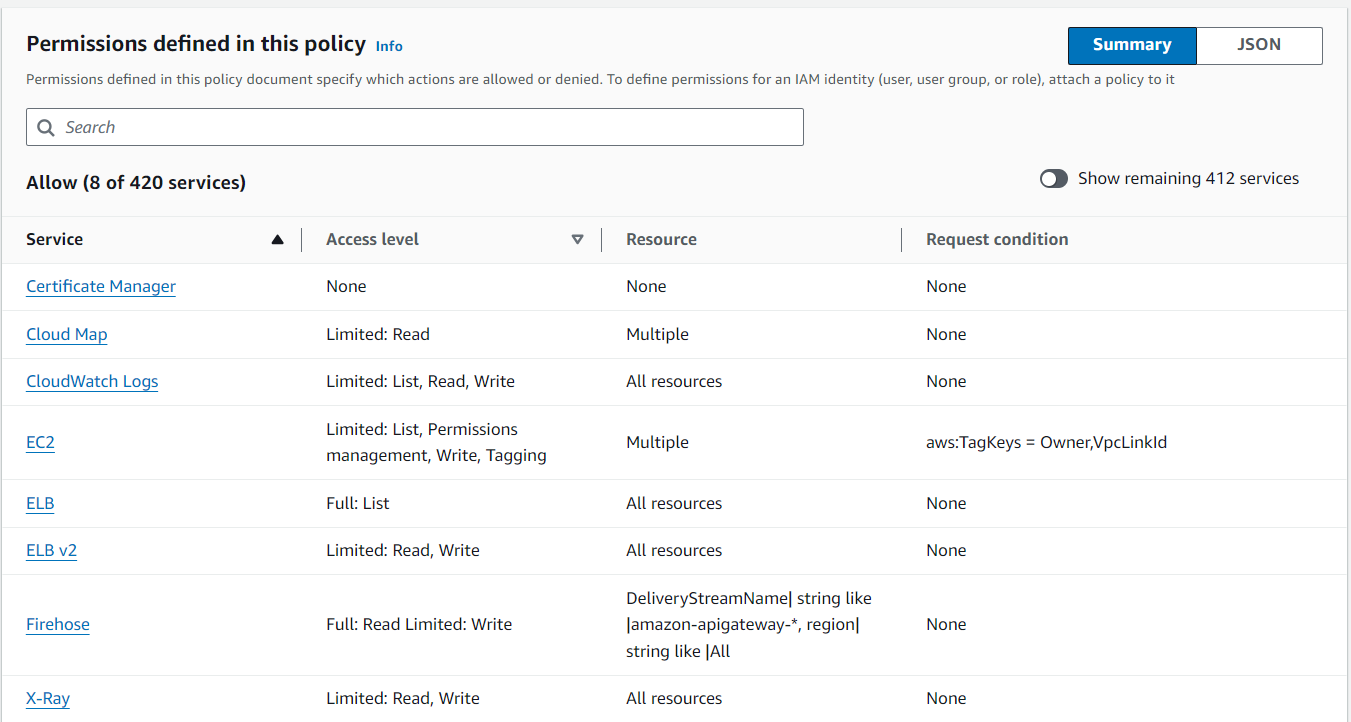 Permissions defined in this policy Info
Summary JSON
Permissions defined in this policy document specify which actions are allowed or denied. To define permissions for an IAM identity (user, user group, or role), attach a policy to it
Search
Allow (8 of 420 services)
Show remaining 412 services
Service Access level Resource Request condition
Certificate Manager None None None
Cloud Map Limited: Read Multiple None
CloudWatch Logs Limited: List, Read, Write All resources None
EC2 Limited: List, Permissions
management, Write, Tagging Multiple aws:TagKeys = Owner,VpcLinkId
ELB Full: List All resources None
ELB v2 Limited: Read, Write All resources None
Firehose Full: Read Limited: Write DeliveryStreamName| string like
|amazon-apigateway-*, region|
string like |All None
X-Ray Limited: Read, Write All resources None